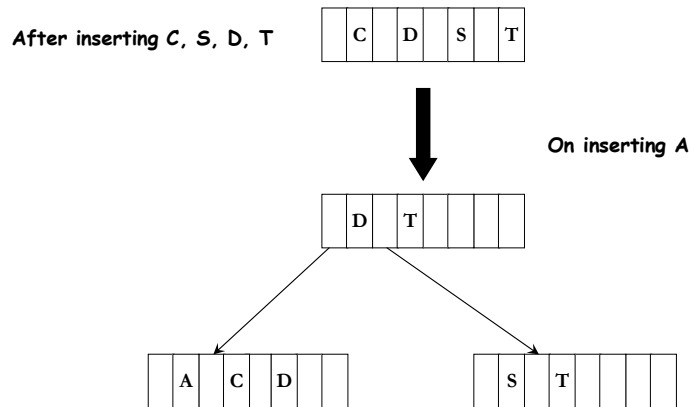 After inserting C, S, D, T
C D S T
On inserting A
D T
A C D
S T